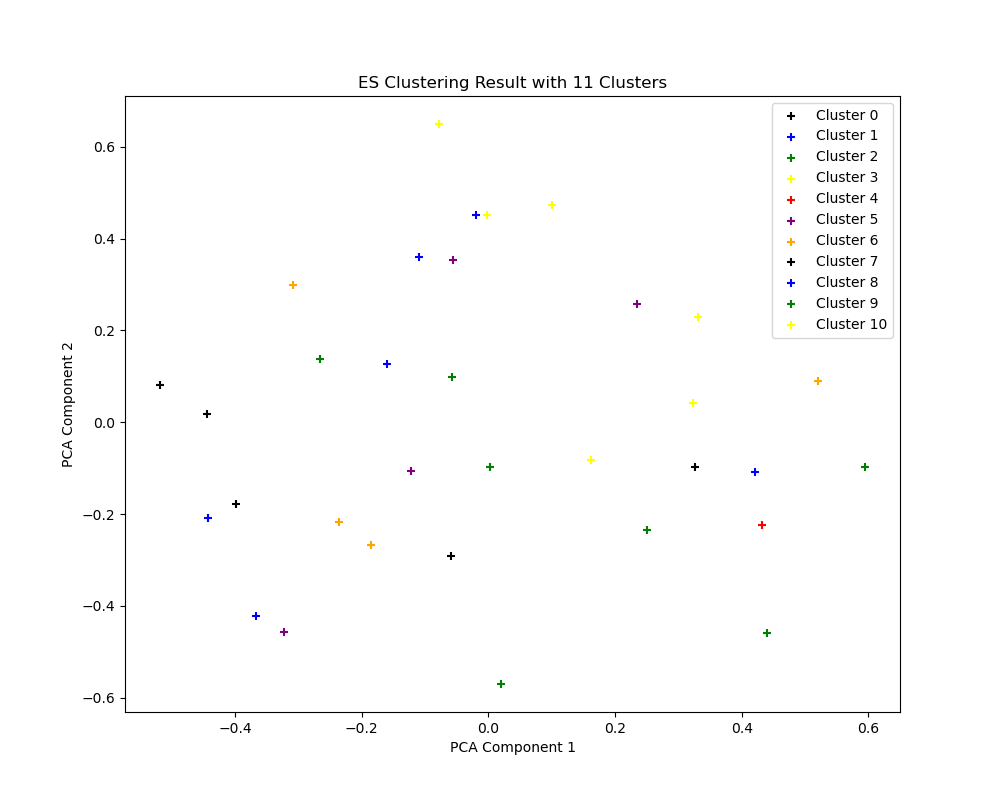 ES Clustering Result with 11 Clusters
Cluster 0
Cluster 1
Cluster 2
Cluster 3
Cluster 4
Cluster 5
Cluster 6
Cluster 7
Cluster 8
Cluster 9
Cluster 10
PCA Component 2
0.6
0.4
0.2
0.0
−0.2
−0.4
−0.6
−0.4
−0.2
0.0
0.2
0.4
0.6
PCA Component 1